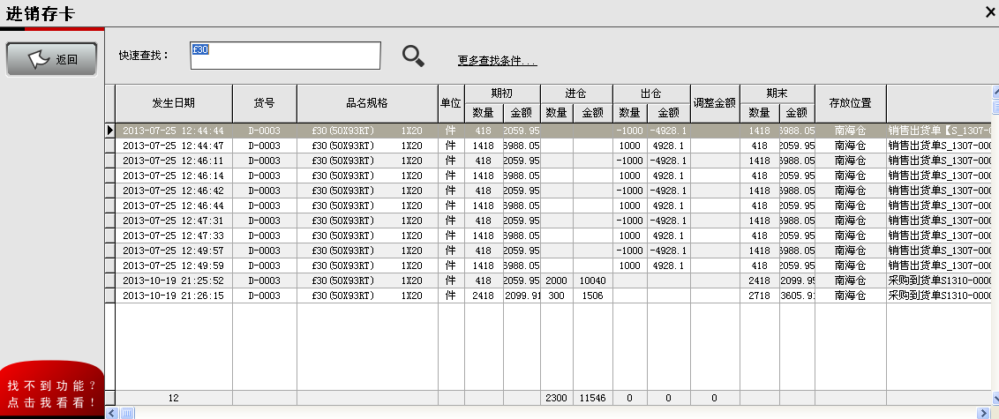 进销存卡
返回
快速查找：
£30
更多查找条件...
发生日期 货号 品名规格 单位 期初 进仓 出仓 调整金额 期末 存放位置
数量 金额 数量 金额 数量 金额 数量 金额
2013-07-25 12:44:44 D-0003 £30(50X93RT) 1X20 件 418 2059.95 -1000 -4928.1 1418 6988.05 南海仓 销售出货单【S_1307-0
2013-07-25 12:44:47 D-0003 £30(50X93RT) 1X20 件 1418 6988.05 1000 4928.1 418 2059.95 南海仓 销售出货单S_1307-000
2013-07-25 12:46:11 D-0003 £30(50X93RT) 1X20 件 418 2059.95 -1000 -4928.1 1418 6988.05 南海仓 销售出货单S_1307-000
2013-07-25 12:46:14 D-0003 £30(50X93RT) 1X20 件 1418 6988.05 1000 4928.1 418 2059.95 南海仓 销售出货单S_1307-000
2013-07-25 12:46:42 D-0003 £30(50X93RT) 1X20 件 418 2059.95 -1000 -4928.1 1418 6988.05 南海仓 销售出货单S_1307-000
2013-07-25 12:46:44 D-0003 £30(50X93RT) 1X20 件 1418 6988.05 1000 4928.1 418 2059.95 南海仓 销售出货单S_1307-000
2013-07-25 12:47:31 D-0003 £30(50X93RT) 1X20 件 418 2059.95 -1000 -4928.1 1418 6988.05 南海仓 销售出货单S_1307-000
2013-07-25 12:47:33 D-0003 £30(50X93RT) 1X20 件 1418 6988.05 1000 4928.1 418 2059.95 南海仓 销售出货单S_1307-000
2013-07-25 12:49:57 D-0003 £30(50X93RT) 1X20 件 418 2059.95 -1000 -4928.1 1418 6988.05 南海仓 销售出货单S_1307-000
2013-07-25 12:49:59 D-0003 £30(50X93RT) 1X20 件 1418 6988.05 1000 4928.1 418 2059.95 南海仓 销售出货单S_1307-000
2013-10-19 21:25:52 D-0003 £30(50X93RT) 1X20 件 418 2059.95 2000 10040 2418 2099.95 南海仓 采购到货单S1310-0000
2013-10-19 21:26:15 D-0003 £30(50X93RT) 1X20 件 2418 2099.91 300 1506 2718 3605.9 南海仓 采购到货单S1310-0000
12 2300 11546 0 0 0
找不到功能？
点击我看看！